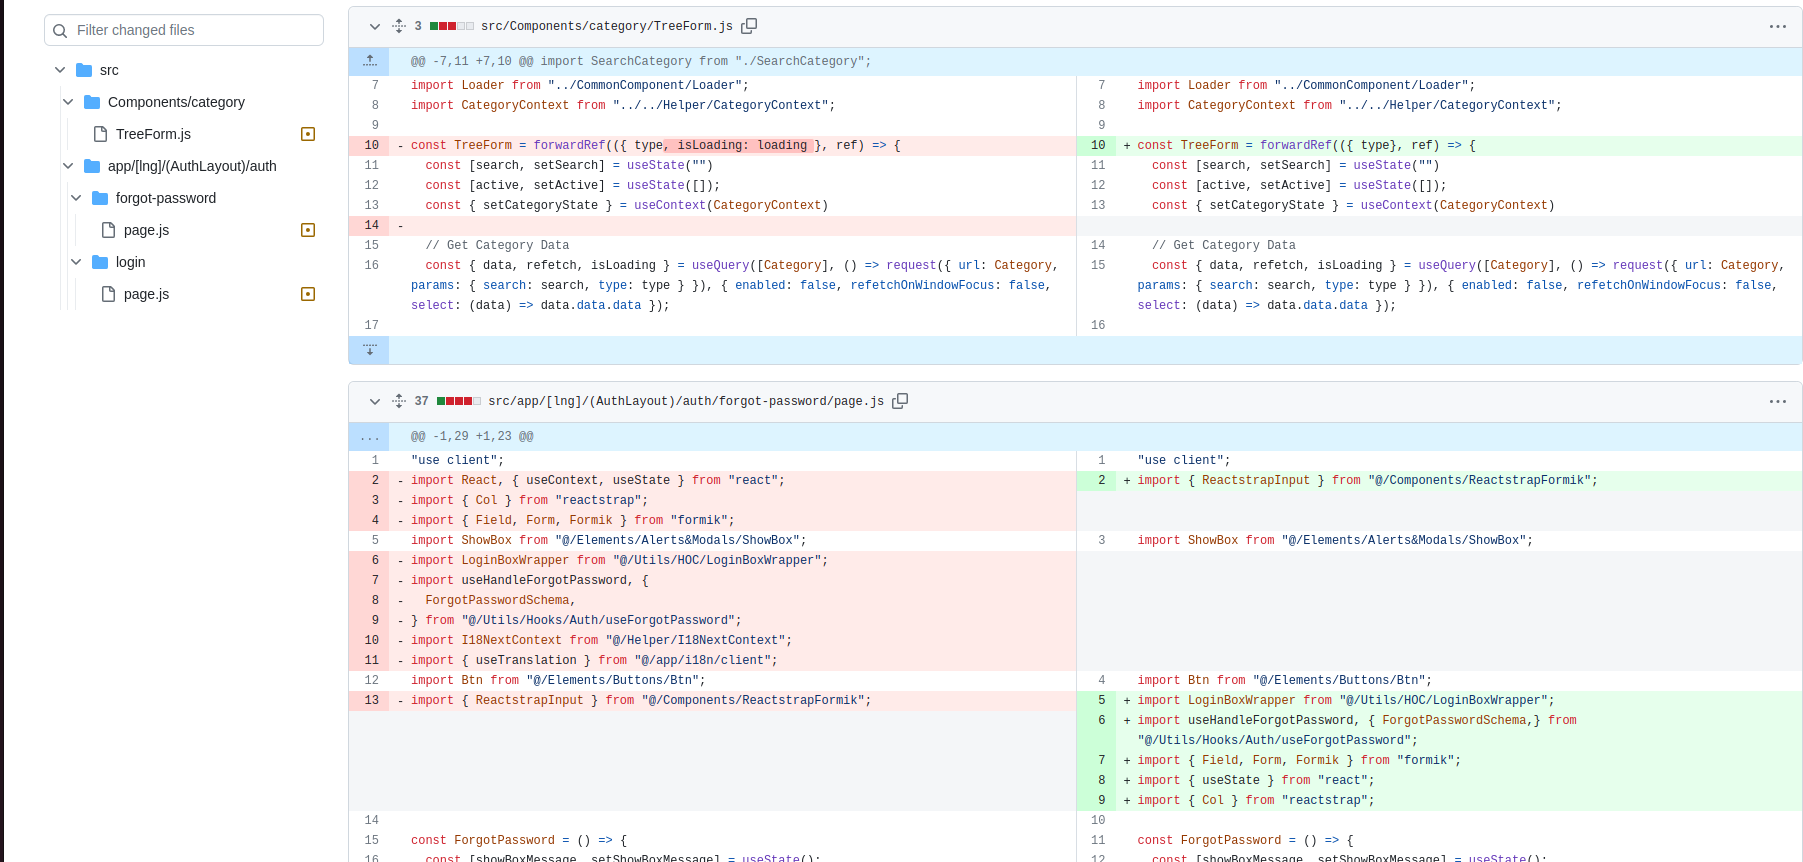 Filter changed files
src
Components/category
TreeForm.js
app/[lng]/(AuthLayout)/auth
forgot-password
page.js
login
page.js
3 src/Components/category/TreeForm.js
@@ -7,11 +7,10 @@ import SearchCategory from "./SearchCategory";
7 import Loader from "../CommonComponent/Loader"; 7 import Loader from "../CommonComponent/Loader";
8 import CategoryContext from "../../Helper/CategoryContext"; 8 import CategoryContext from "../../Helper/CategoryContext";
9 9
10 - const TreeForm = forwardRef(({ type, isLoading: loading }, ref) => { 10 + const TreeForm = forwardRef(({ type}, ref) => {
11 const [search, setSearch] = useState("") 11 const [search, setSearch] = useState("")
12 const [active, setActive] = useState([]); 12 const [active, setActive] = useState([]);
13 const { setCategoryState } = useContext(CategoryContext) 13 const { setCategoryState } = useContext(CategoryContext)
14 -
15 // Get Category Data 14 // Get Category Data
16 const { data, refetch, isLoading } = useQuery([Category], () => request({ url: Category, 15 const { data, refetch, isLoading } = useQuery([Category], () => request({ url: Category,
params: { search: search, type: type } }), { enabled: false, refetchOnWindowFocus: false, params: { search: search, type: type } }), { enabled: false, refetchOnWindowFocus: false,
select: (data) => data.data.data }); select: (data) => data.data.data });
17 16
37 src/app/[lng]/(AuthLayout)/auth/forgot-password/page.js
... @@ -1,29 +1,23 @@
1 "use client"; 1 "use client";
2 - import React, { useContext, useState } from "react"; 2 + import { ReactstrapInput } from "@/Components/ReactstrapFormik";
3 - import { Col } from "reactstrap";
4 - import { Field, Form, Formik } from "formik";
5 import ShowBox from "@/Elements/Alerts&Modals/ShowBox"; 3 import ShowBox from "@/Elements/Alerts&Modals/ShowBox";
6 - import LoginBoxWrapper from "@/Utils/HOC/LoginBoxWrapper";
7 - import useHandleForgotPassword, {
8 - ForgotPasswordSchema,
9 - } from "@/Utils/Hooks/Auth/useForgotPassword";
10 - import I18NextContext from "@/Helper/I18NextContext";
11 - import { useTranslation } from "@/app/i18n/client";
12 import Btn from "@/Elements/Buttons/Btn"; 4 import Btn from "@/Elements/Buttons/Btn";
13 - import { ReactstrapInput } from "@/Components/ReactstrapFormik"; 5 + import LoginBoxWrapper from "@/Utils/HOC/LoginBoxWrapper";
6 + import useHandleForgotPassword, { ForgotPasswordSchema,} from
"@/Utils/Hooks/Auth/useForgotPassword";
7 + import { Field, Form, Formik } from "formik";
8 + import { useState } from "react";
9 + import { Col } from "reactstrap";
14 10
15 const ForgotPassword = () => { 11 const ForgotPassword = () => {
16 const [showBoxMessage, setShowBoxMessage] = useState(); 12 const [showBoxMessage, setShowBoxMessage] = useState();